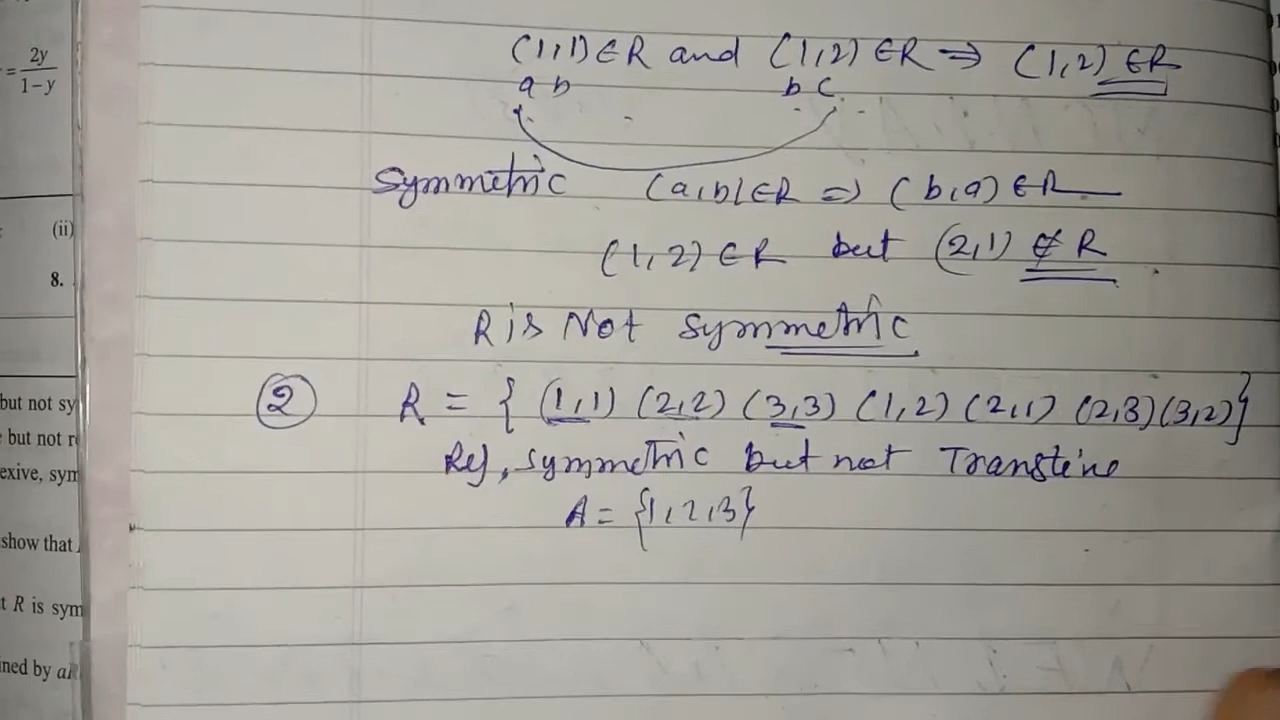 = 2y
1-y
(ii)
8.
but not sy
but not r
exive, sym
show that
t R is sym
ined by a
(1,1) ∈ R and (1,2) ∈ R ⇒ (1,2) ∈ R
a b b c
Symmetric (a,b) ∈ R ⇒ (b,a) ∈ R
(1,2) ∈ R but (2,1) ∉ R
R is Not Symmetric
② R = { (1,1) (2,2) (3,3) (1,2) (2,1) (2,3) (3,2) }
Ref, symmetric but not
A = {1,2,3}